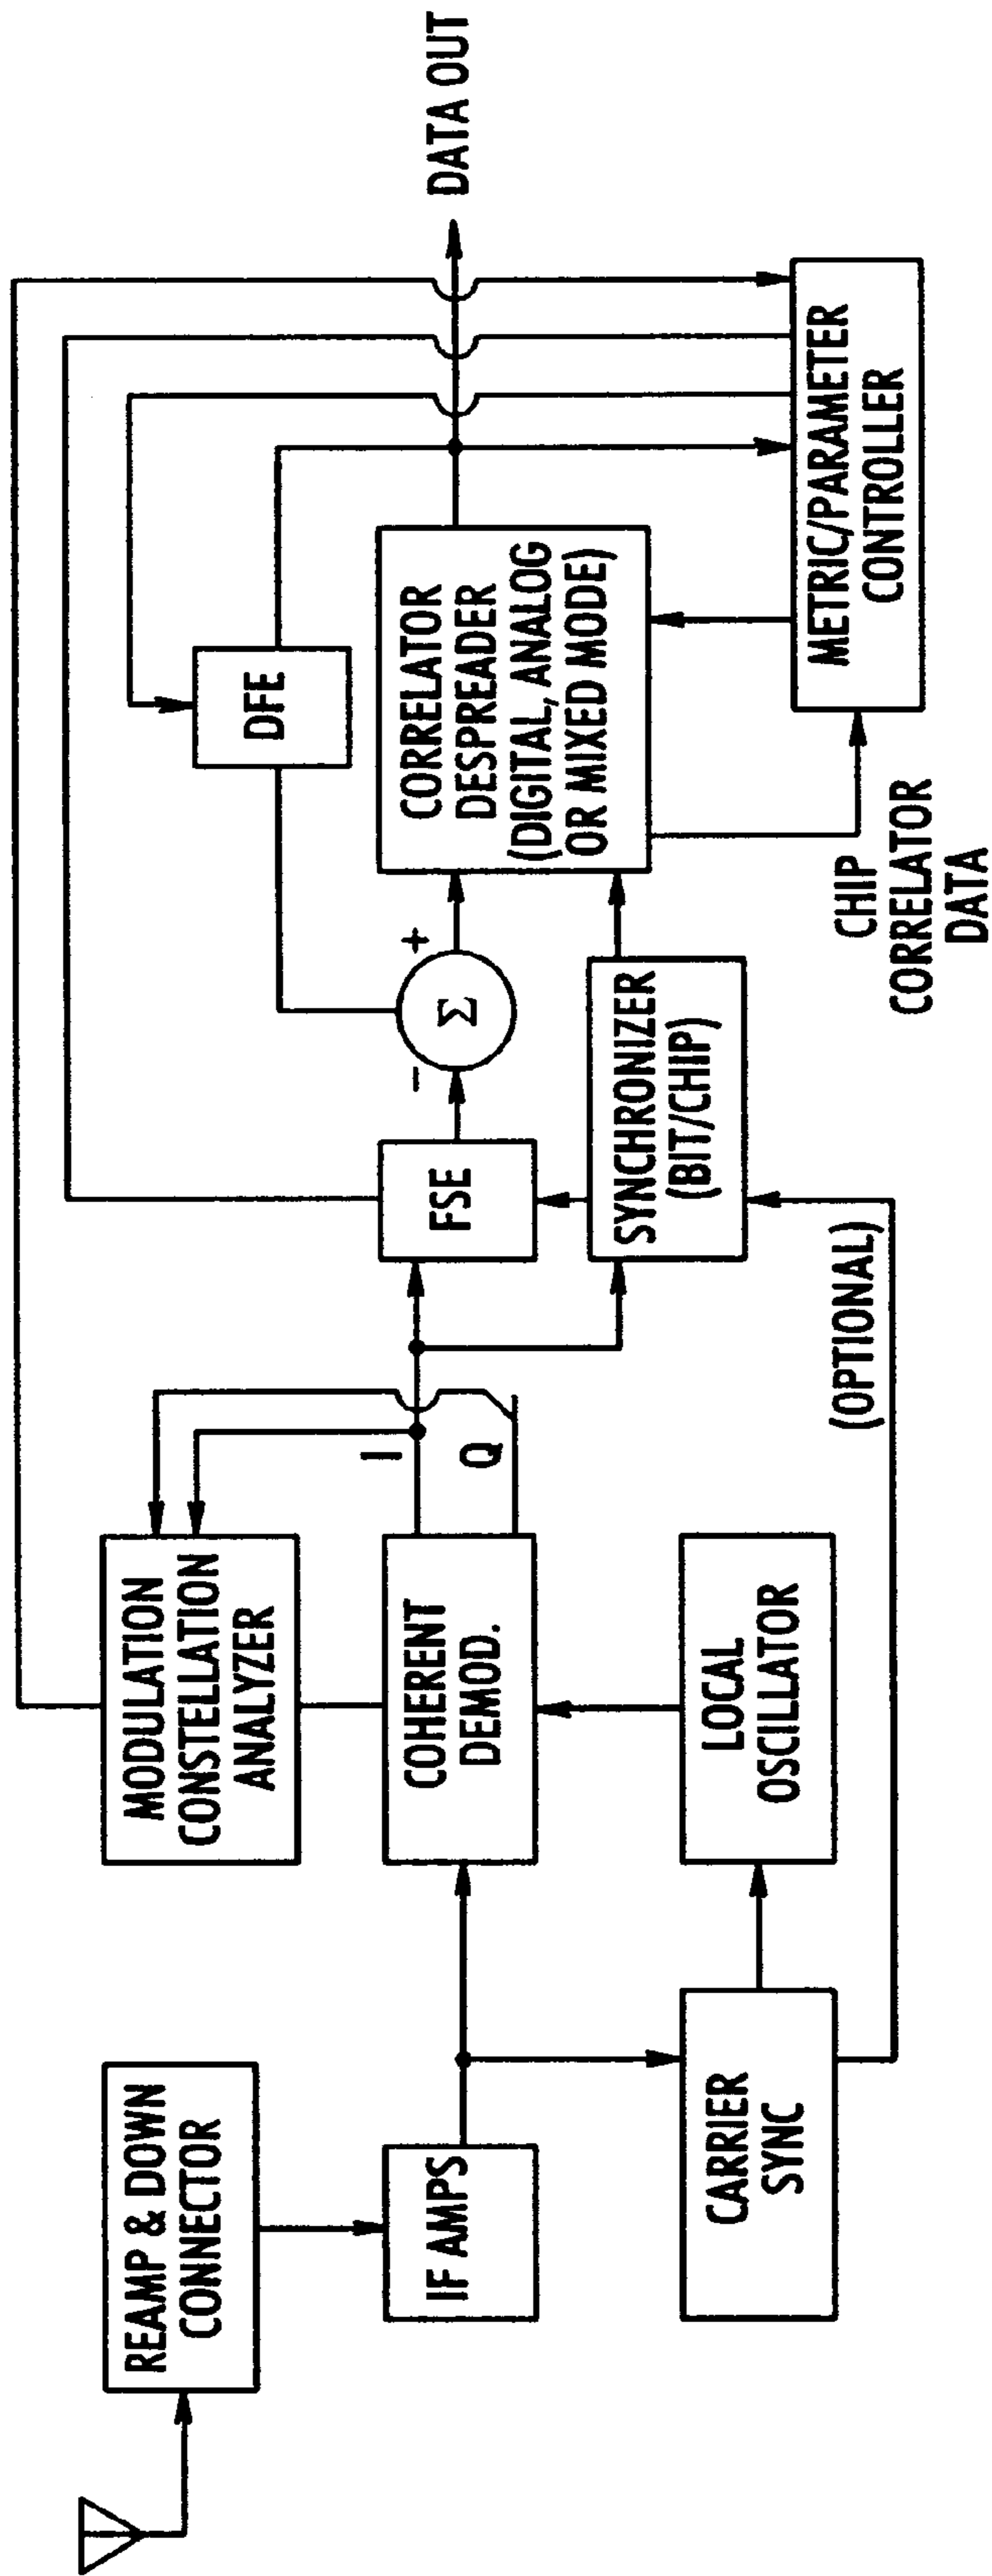 REAMP & DOWN
CONNECTOR
IF AMPS
CARRIER
SYNC
MODULATION
CONSTELLATION
ANALYZER
COHERENT
DEMOD.
LOCAL
OSCILLATOR
I
Q
(OPTIONAL)
FSE
SYNCHRONIZER
(BIT/CHIP)
-
+
Σ
DFE
CORRELATOR
DESPREADER
(DIGITAL, ANALOG
OR MIXED MODE)
CHIP
CORRELATOR
DATA
METRIC/PARAMETER
CONTROLLER
DATA OUT